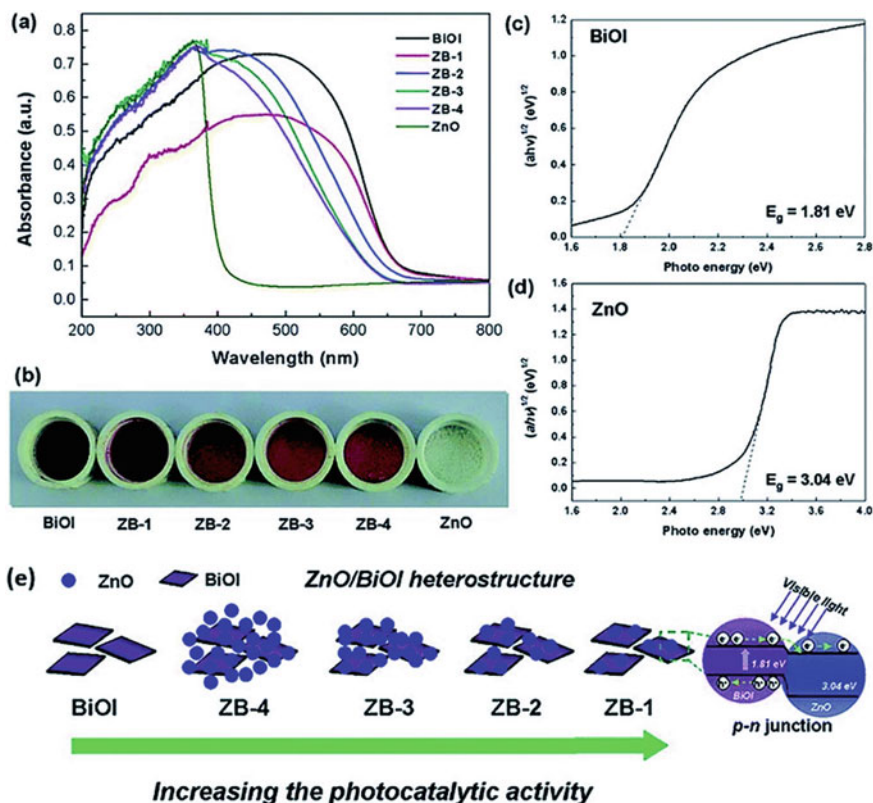 (a)
0.8
0.7
0.6
0.5
0.4
0.3
0.2
0.1
0.0
Absorbance (a.u.)
BiOI
ZB-1
ZB-2
ZB-3
ZB-4
ZnO
200 300 400 500 600 700 800
Wavelength (nm)
(b)
BiOI ZB-1 ZB-2 ZB-3 ZB-4 ZnO
(c)
BiOI
1.2
1.0
0.8
0.6
0.4
0.2
0.0
(ahν)^1/2 (eV)^1/2
E_g = 1.81 eV
1.6 1.8 2.0 2.2 2.4 2.6 2.8
Photo energy (eV)
(d)
ZnO
1.6
1.4
1.2
1.0
0.8
0.6
0.4
0.2
0.0
(ahν)^1/2 (eV)^1/2
E_g = 3.04 eV
1.6 2.0 2.4 2.8 3.2 3.6 4.0
Photo energy (eV)
(e)
ZnO BiOI ZnO/BiOI heterostructure
Visible light
1.81 eV
BiOI
3.04 eV
ZnO
BiOI ZB-4 ZB-3 ZB-2 ZB-1
p-n junction
Increasing the photocatalytic activity